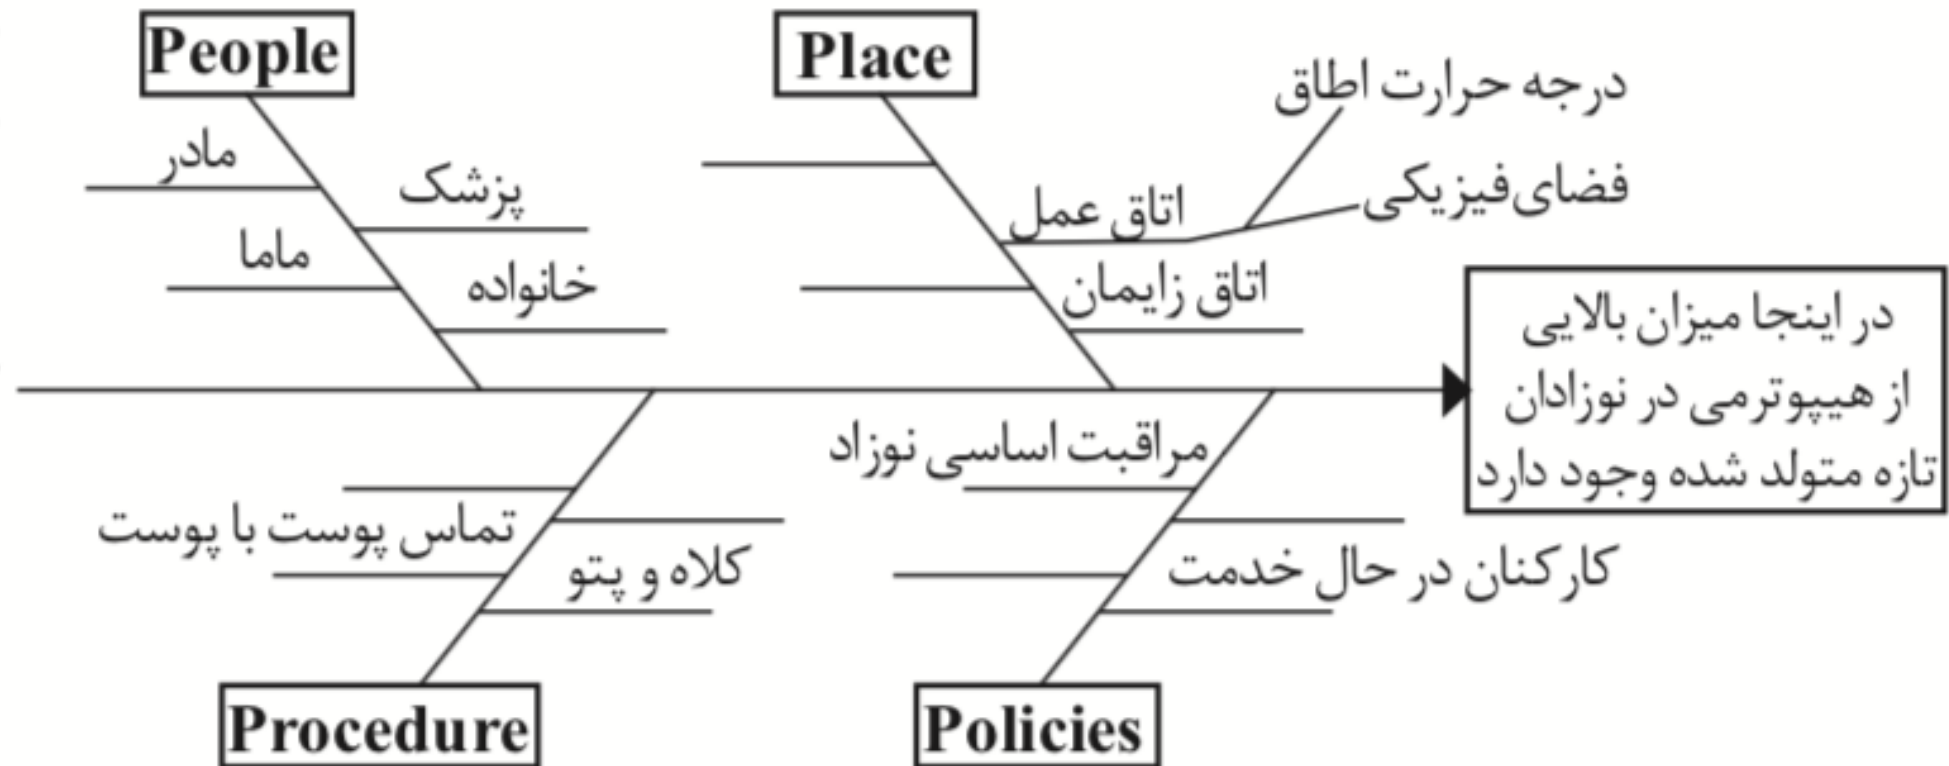 People
Place
درجه حرارت اطاق
فضای فیزیکی
مادر
پزشک
اتاق عمل
ماما
خانواده
اتاق زایمان
در اینجا میزان بالایی
از هیپوترمی در نوزادان
تازه متولد شده وجود دارد
مراقبت اساسی نوزاد
تماس پوست با پوست
کلاه و پتو
کارکنان در حال خدمت
Procedure
Policies